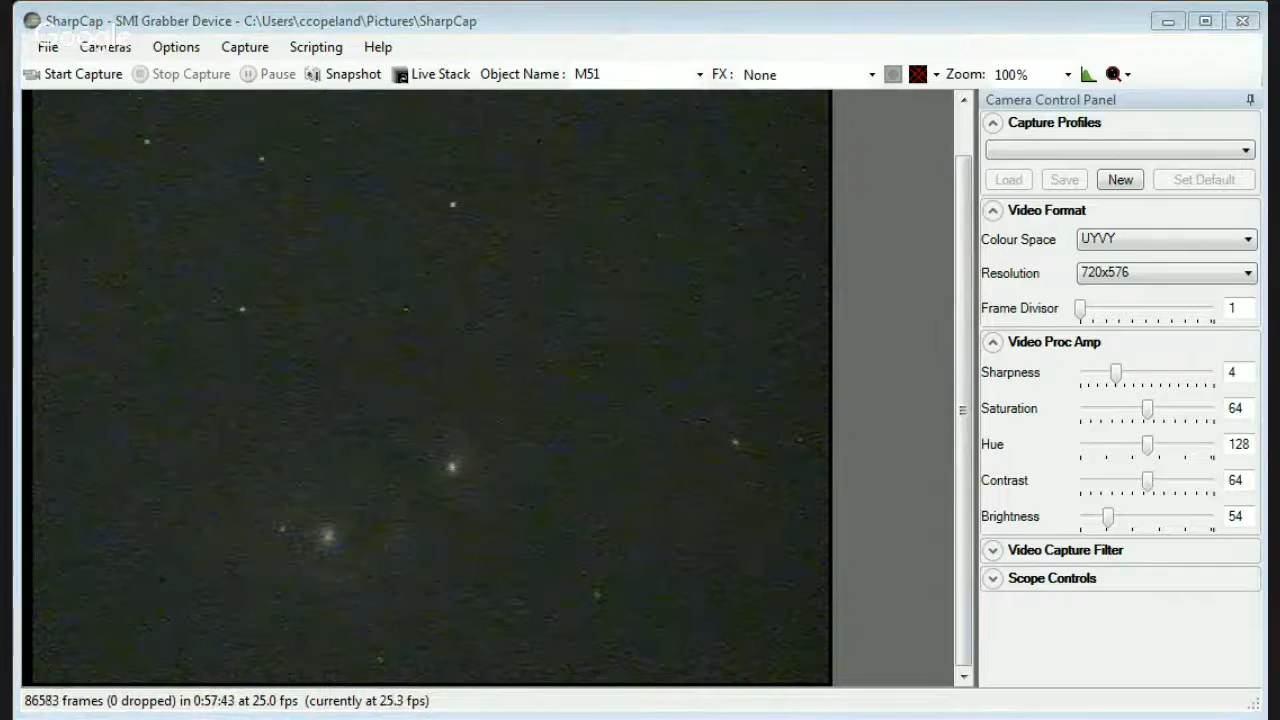 SharpCap - SMI Grabber Device - C:\Users\ccopeland\Pictures\SharpCap
Google
File Cameras Options Capture Scripting Help
Start Capture Stop Capture Pause Snapshot Live Stack Object Name : M51 FX : None Zoom: 100%
Camera Control Panel
Capture Profiles
Load Save New Set Default
Video Format
Colour Space UYVY
Resolution 720x576
Frame Divisor 1
Video Proc Amp
Sharpness 4
Saturation 64
Hue 128
Contrast 64
Brightness 54
Video Capture Filter
Scope Controls
86583 frames (0 dropped) in 0:57:43 at 25.0 fps (currently at 25.3 fps)